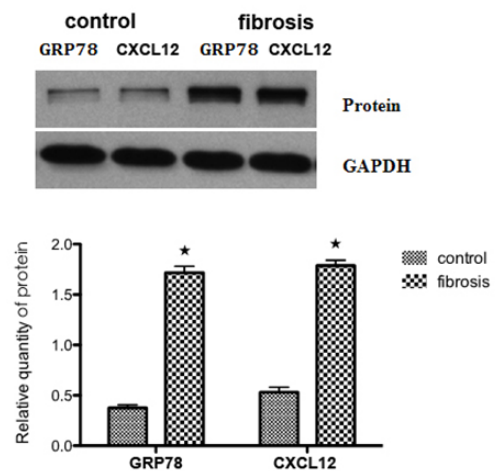 control fibrosis
GRP78 CXCL12 GRP78 CXCL12
Protein
GAPDH
Relative quantity of protein
2.0
1.5
1.0
0.5
0.0
★ ★
GRP78 CXCL12
control
fibrosis